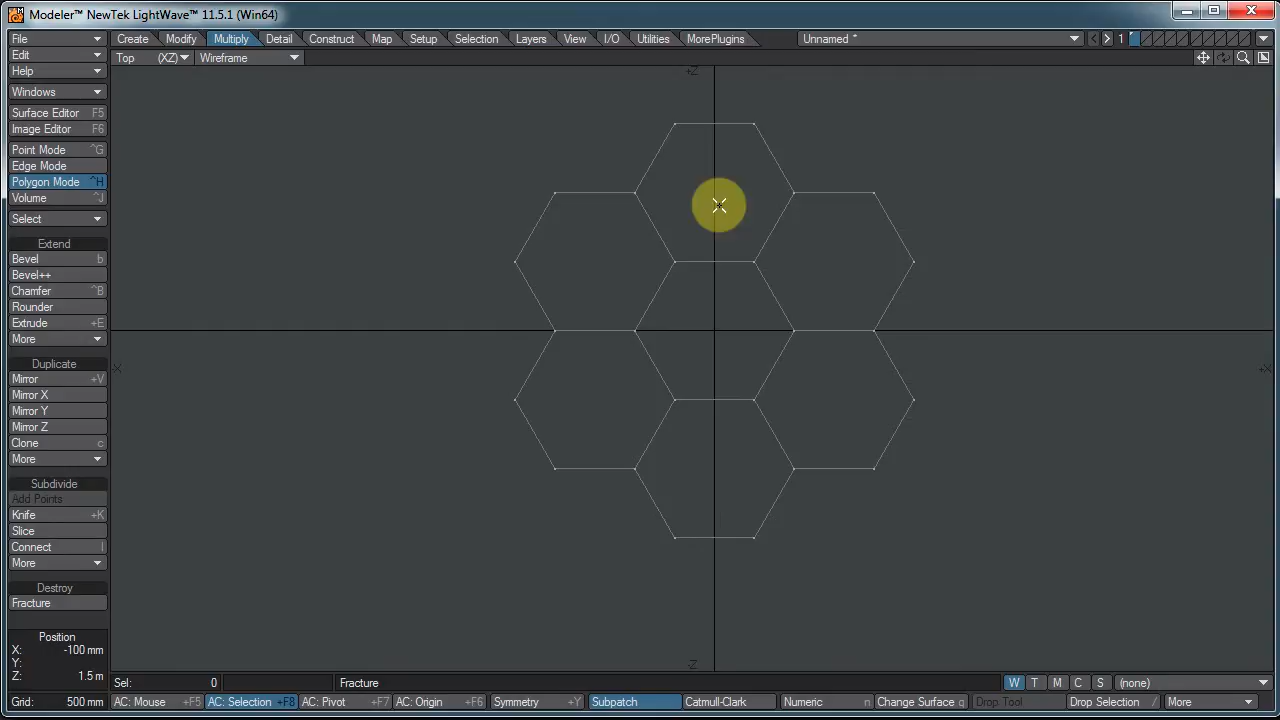 Modeler™ NewTek LightWave™ 11.5.1 (Win64)
File Create Modify Multiply Detail Construct Map Setup Selection Layers View I/O Utilities MorePlugins Unnamed * < > 1
Edit Top (XZ) Wireframe
Help
Windows
Surface Editor F5
Image Editor F6
Point Mode ^G
Edge Mode
Polygon Mode ^H
Volume ^J
Select
Extend
Bevel b
Bevel++
Chamfer ^B
Rounder
Extrude +E
More
Duplicate
Mirror +V
Mirror X
Mirror Y
Mirror Z
Clone c
More
Subdivide
Add Points
Knife +K
Slice
Connect l
More
Destroy
Fracture
+Z
-X
+X
-Z
Position
X: -100 mm
Y:
Z: 1.5 m
Sel: 0 Fracture W T M C S (none)
Grid: 500 mm AC: Mouse +F5 AC: Selection +F8 AC: Pivot +F7 AC: Origin +F6 Symmetry +Y Subpatch Catmull-Clark Numeric n Change Surface q Drop Tool Drop Selection / More